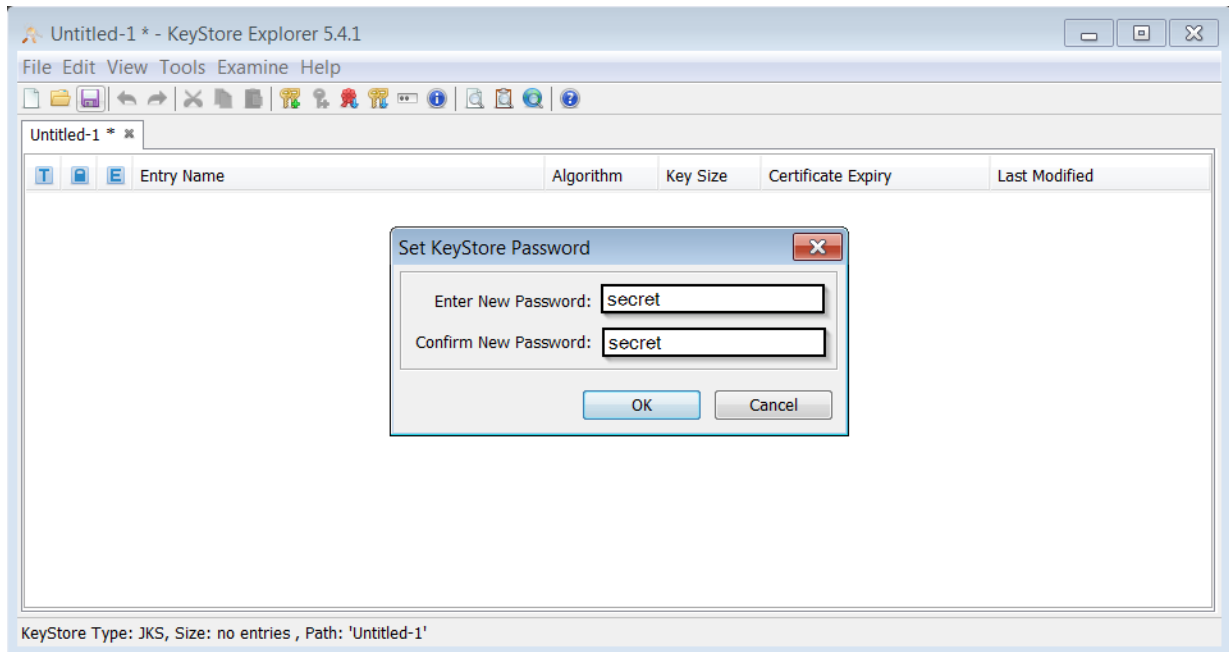 Untitled-1 * - KeyStore Explorer 5.4.1
File Edit View Tools Examine Help
Untitled-1 *
T E Entry Name Algorithm Key Size Certificate Expiry Last Modified
Set KeyStore Password
Enter New Password: secret
Confirm New Password: secret
OK Cancel
KeyStore Type: JKS, Size: no entries , Path: 'Untitled-1'